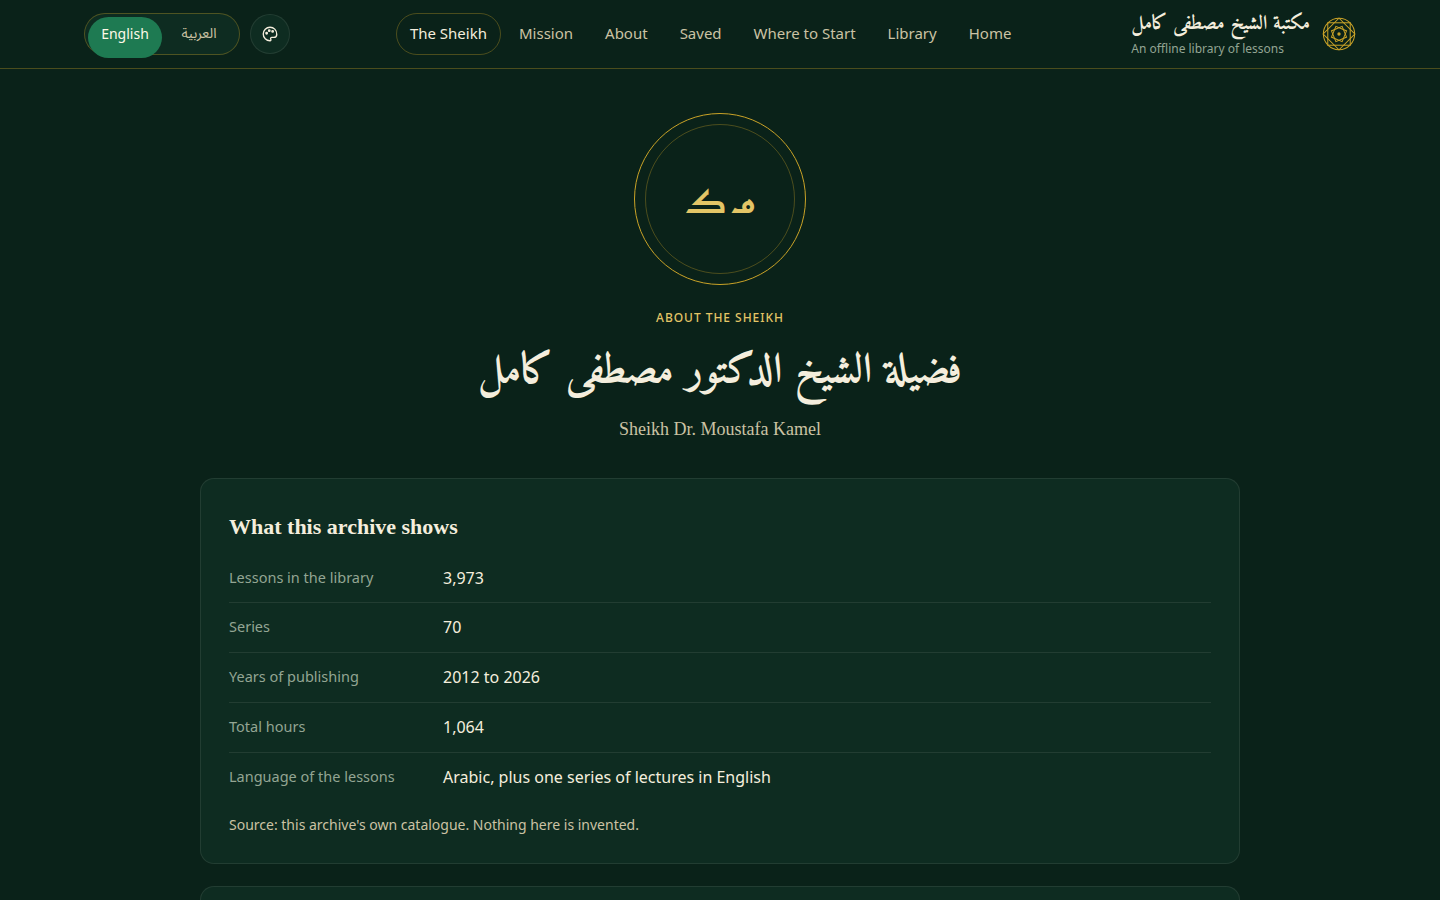 English
العربية
The Sheikh
Mission
About
Saved
Where to Start
Library
Home
مكتبة الشيخ مصطفى كامل
An offline library of lessons
مـ ك
ABOUT THE SHEIKH
فضيلة الشيخ الدكتور مصطفى كامل
Sheikh Dr. Moustafa Kamel
What this archive shows
Lessons in the library 3,973
Series 70
Years of publishing 2012 to 2026
Total hours 1,064
Language of the lessons Arabic, plus one series of lectures in English
Source: this archive's own catalogue. Nothing here is invented.